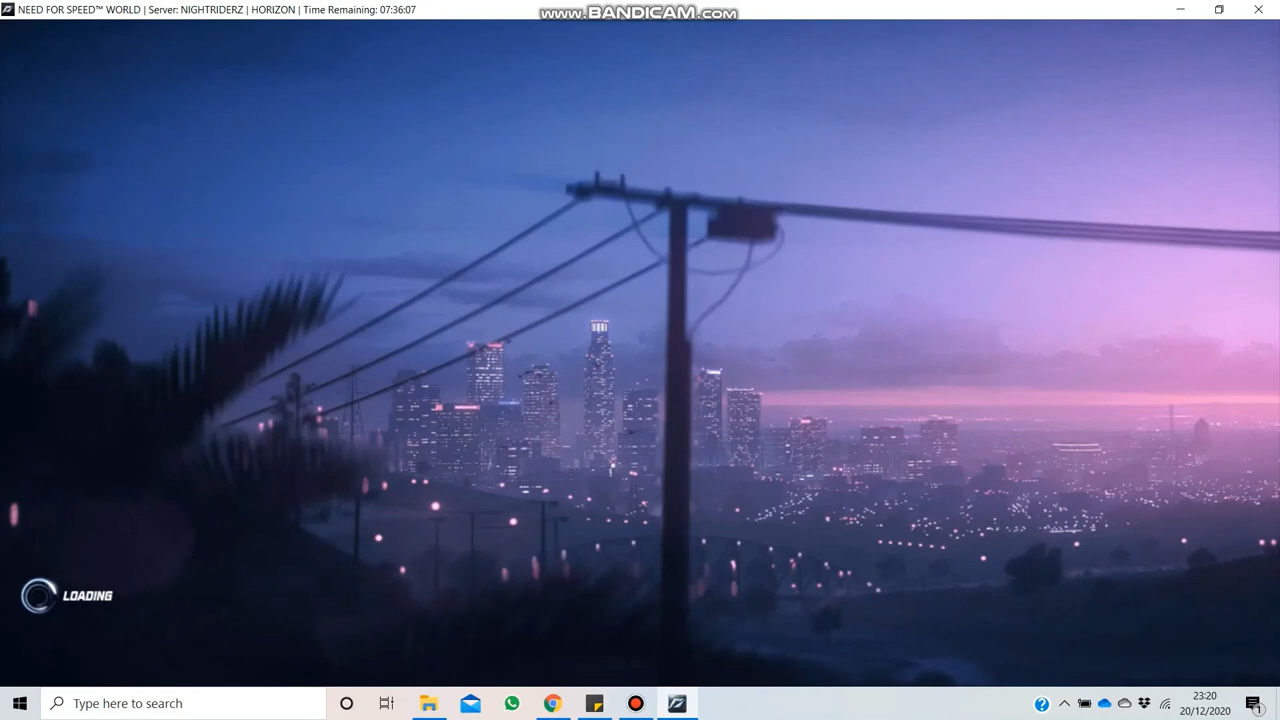 NEED FOR SPEED™ WORLD | Server: NIGHTRIDERZ | HORIZON | Time Remaining: 07:36:07
WWW.BANDICAM.COM
LOADING
Type here to search
23:20
20/12/2020
1